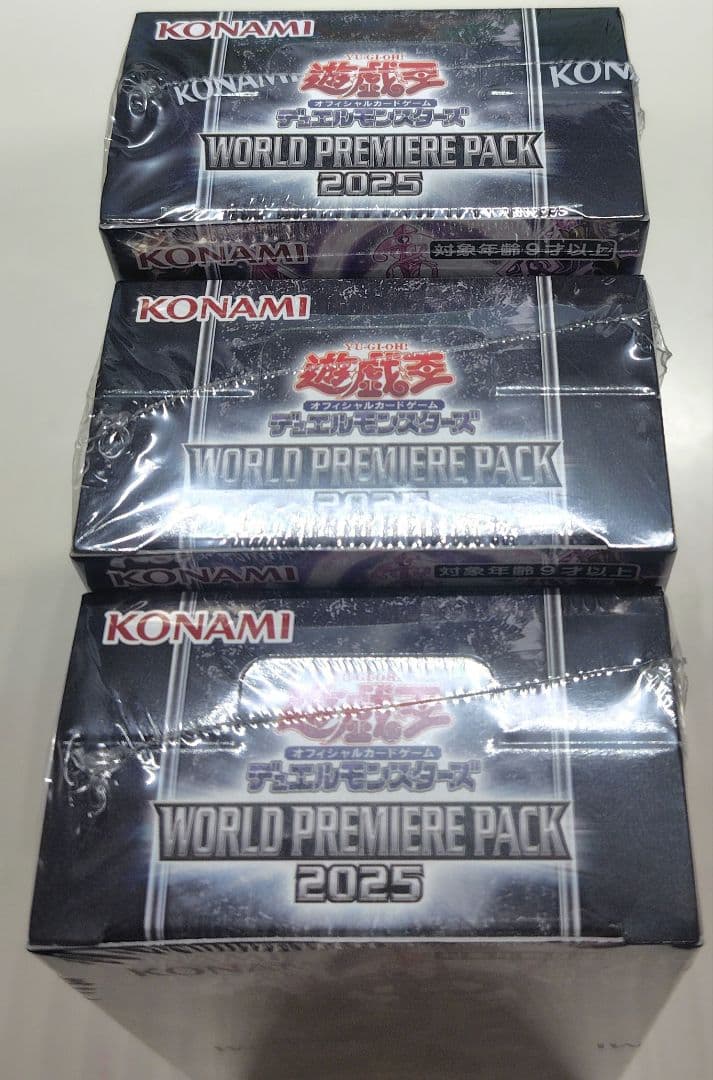 KONAMI
YU-GI-OH!
遊戯王
KONAMI
KON
オフィシャルカードゲーム
デュエルモンスターズ
WORLD PREMIERE PACK
2025
KONAMI
対象年齢9才以上
KONAMI
YU-GI-OH!
遊戯王
オフィシャルカードゲーム
デュエルモンスターズ
WORLD PREMIERE PACK
2025
KONAMI
対象年齢9才以上
KONAMI
YU-GI-OH!
遊戯王
オフィシャルカードゲーム
デュエルモンスターズ
WORLD PREMIERE PACK
2025
KONAMI